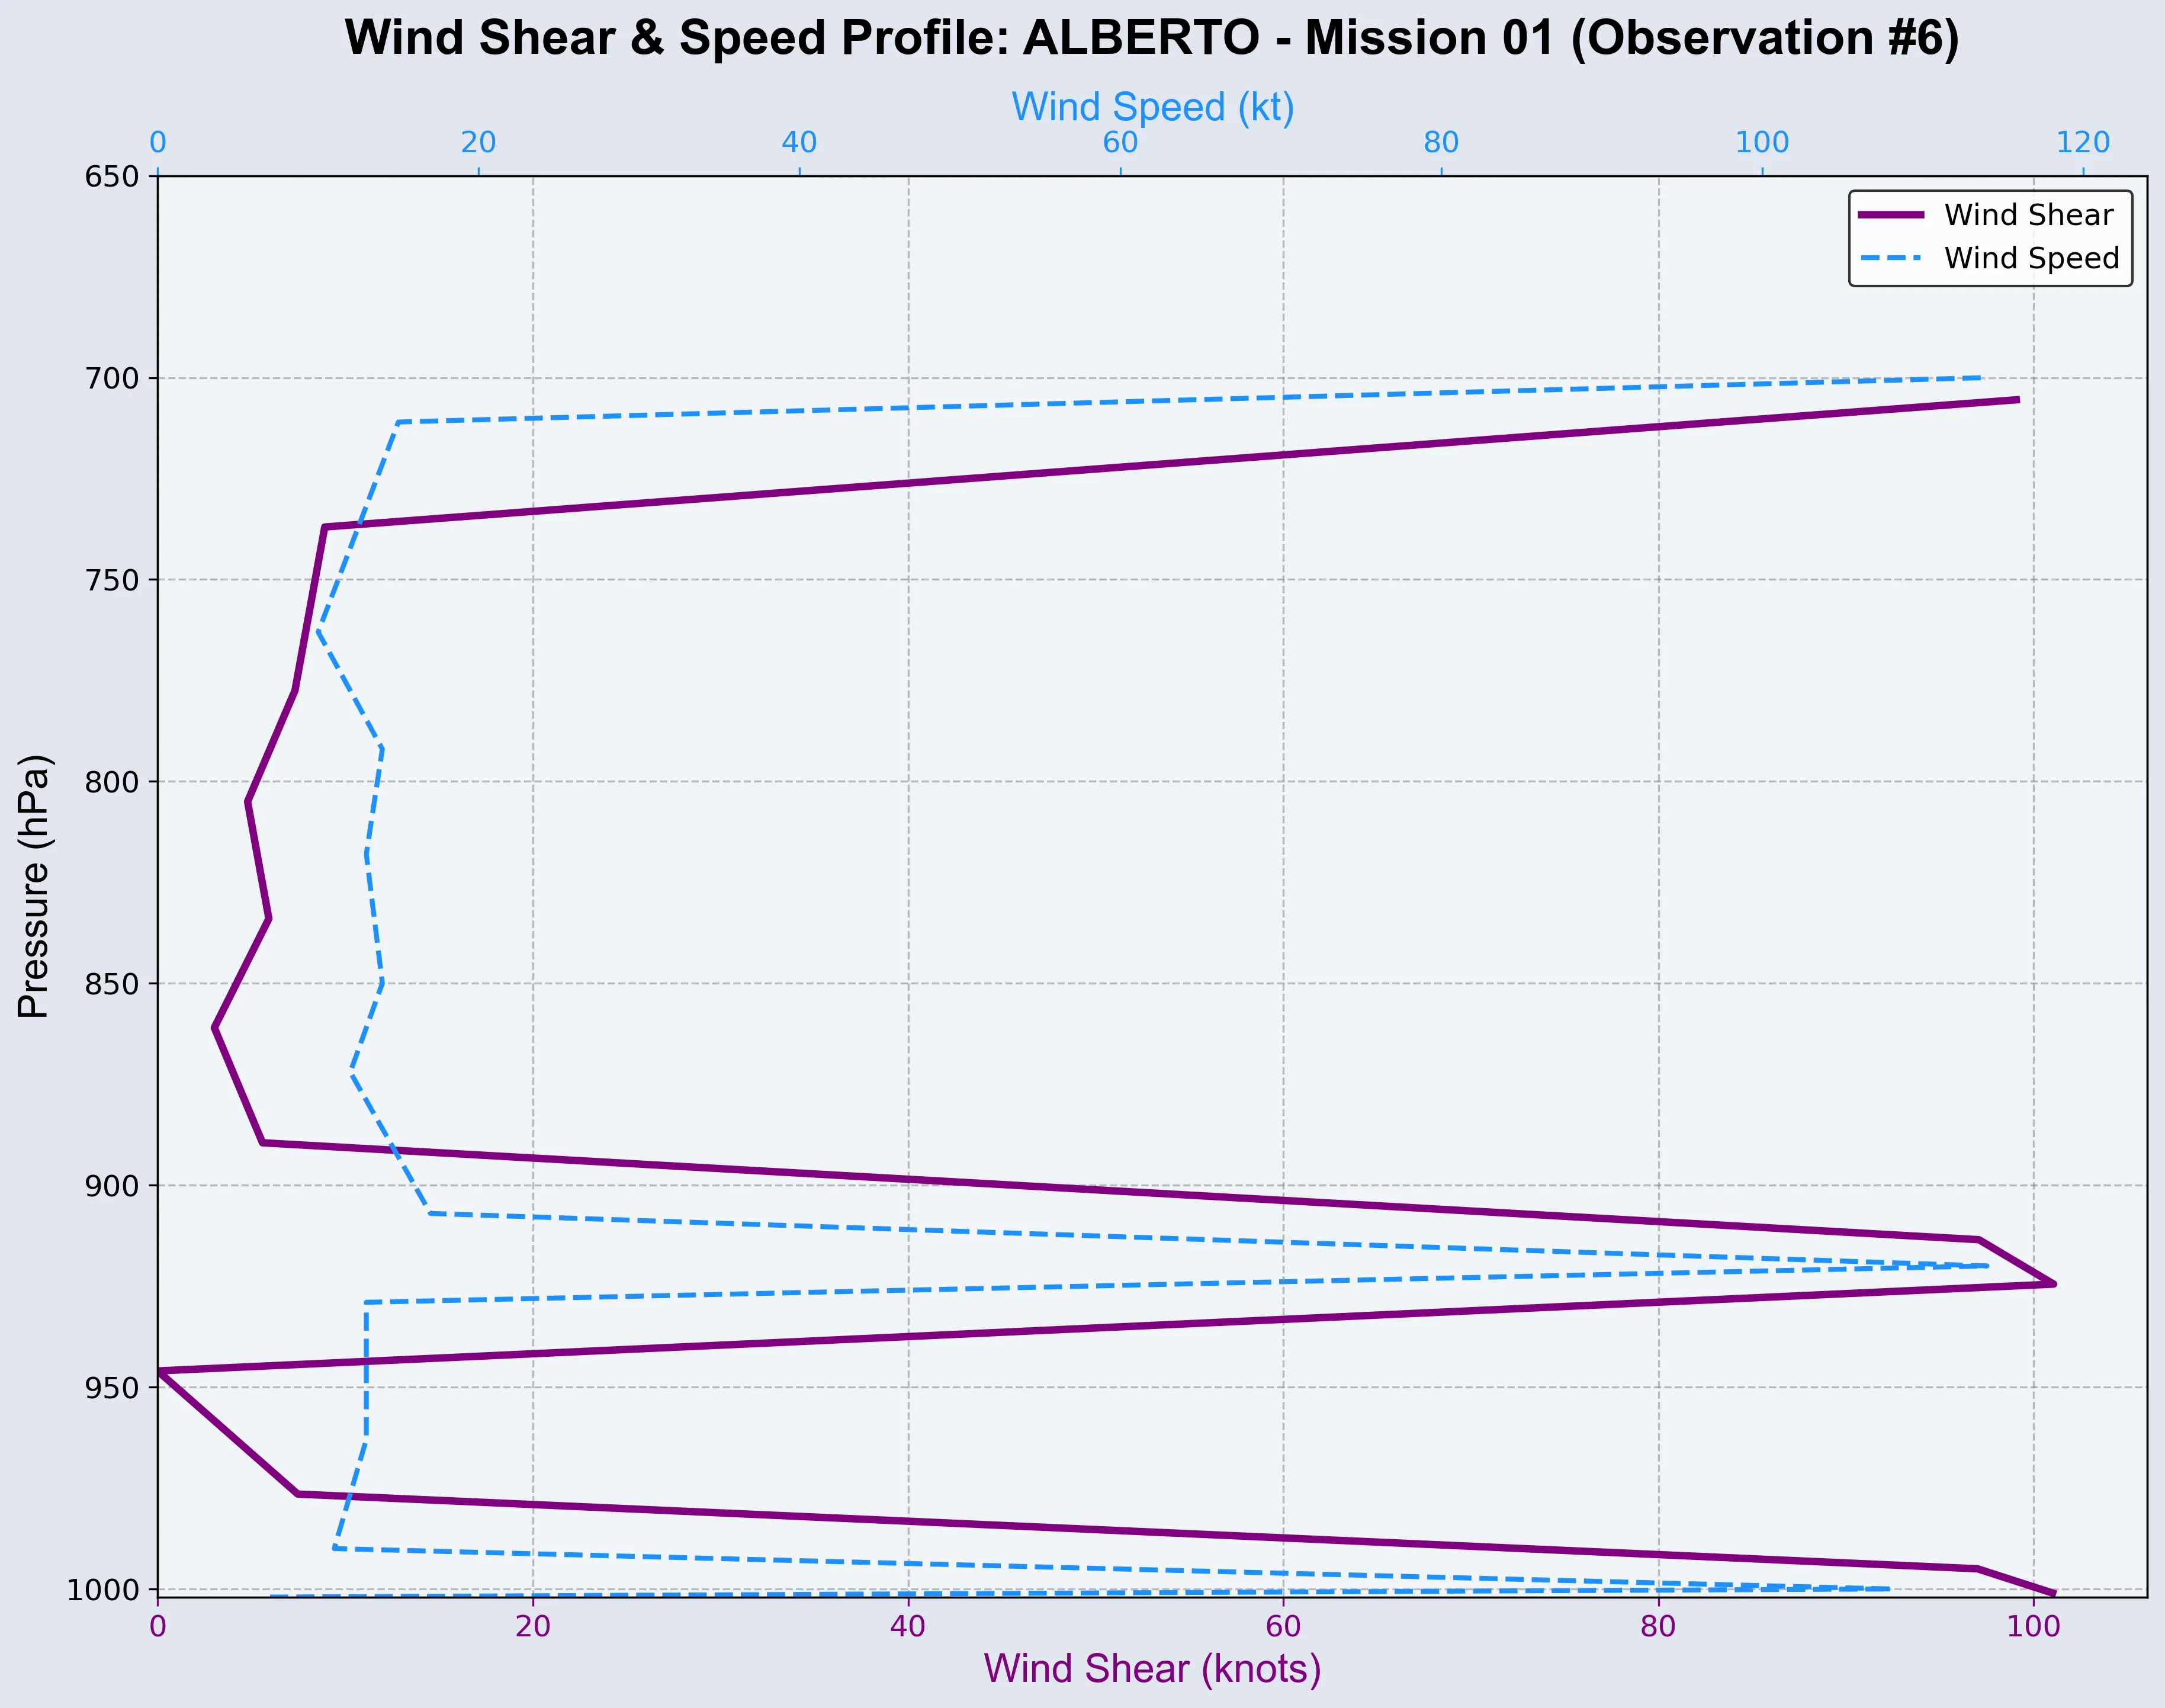 Wind Shear & Speed Profile: ALBERTO - Mission 01 (Observation #6)
Wind Speed (kt)
0 20 40 60 80 100 120
Wind Shear
Wind Speed
Pressure (hPa)
650
700
750
800
850
900
950
1000
0 20 40 60 80 100
Wind Shear (knots)